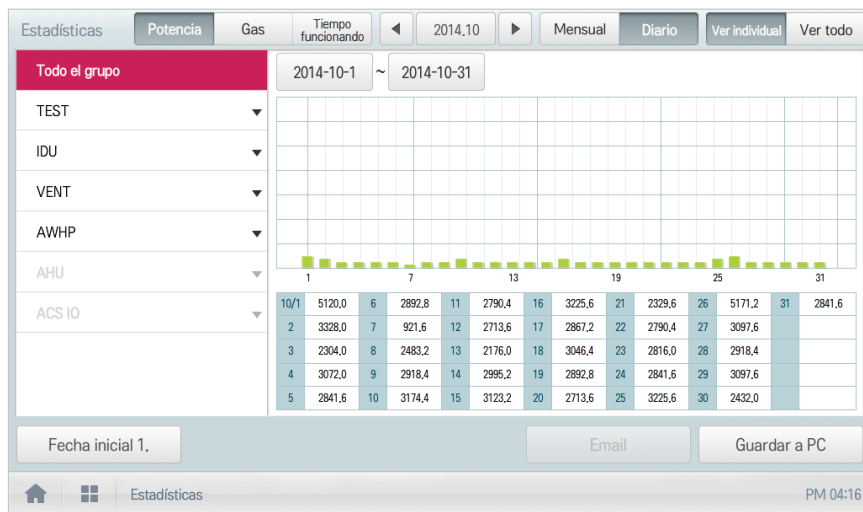 Estadísticas Potencia Gas Tiempo funcionando 2014.10 Mensual Diario Ver individual Ver todo
Todo el grupo
TEST
IDU
VENT
AWHP
AHU
ACS IO
2014-10-1 ~ 2014-10-31
1 7 13 19 25 31
10/1 5120,0 6 2892,8 11 2790,4 16 3225,6 21 2329,6 26 5171,2 31 2841,6
2 3328,0 7 921,6 12 2713,6 17 2867,2 22 2790,4 27 3097,6
3 2304,0 8 2483,2 13 2176,0 18 3046,4 23 2816,0 28 2918,4
4 3072,0 9 2918,4 14 2995,2 19 2892,8 24 2841,6 29 3097,6
5 2841,6 10 3174,4 15 3123,2 20 2713,6 25 3225,6 30 2432,0
Fecha inicial 1. Email Guardar a PC
Estadísticas PM 04:16